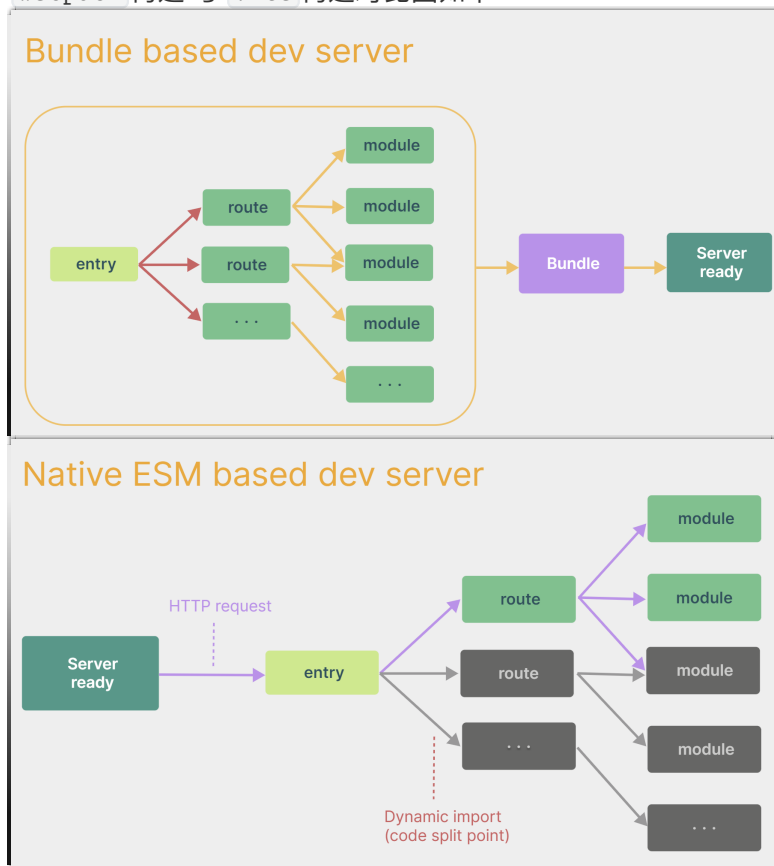 Bundle based dev server
module
route
module
entry
route
module
Bundle
Server
ready
. . .
module
. . .
Native ESM based dev server
module
HTTP request
route
module
Server
ready
entry
route
module
. . .
module
Dynamic import
(code split point)
. . .